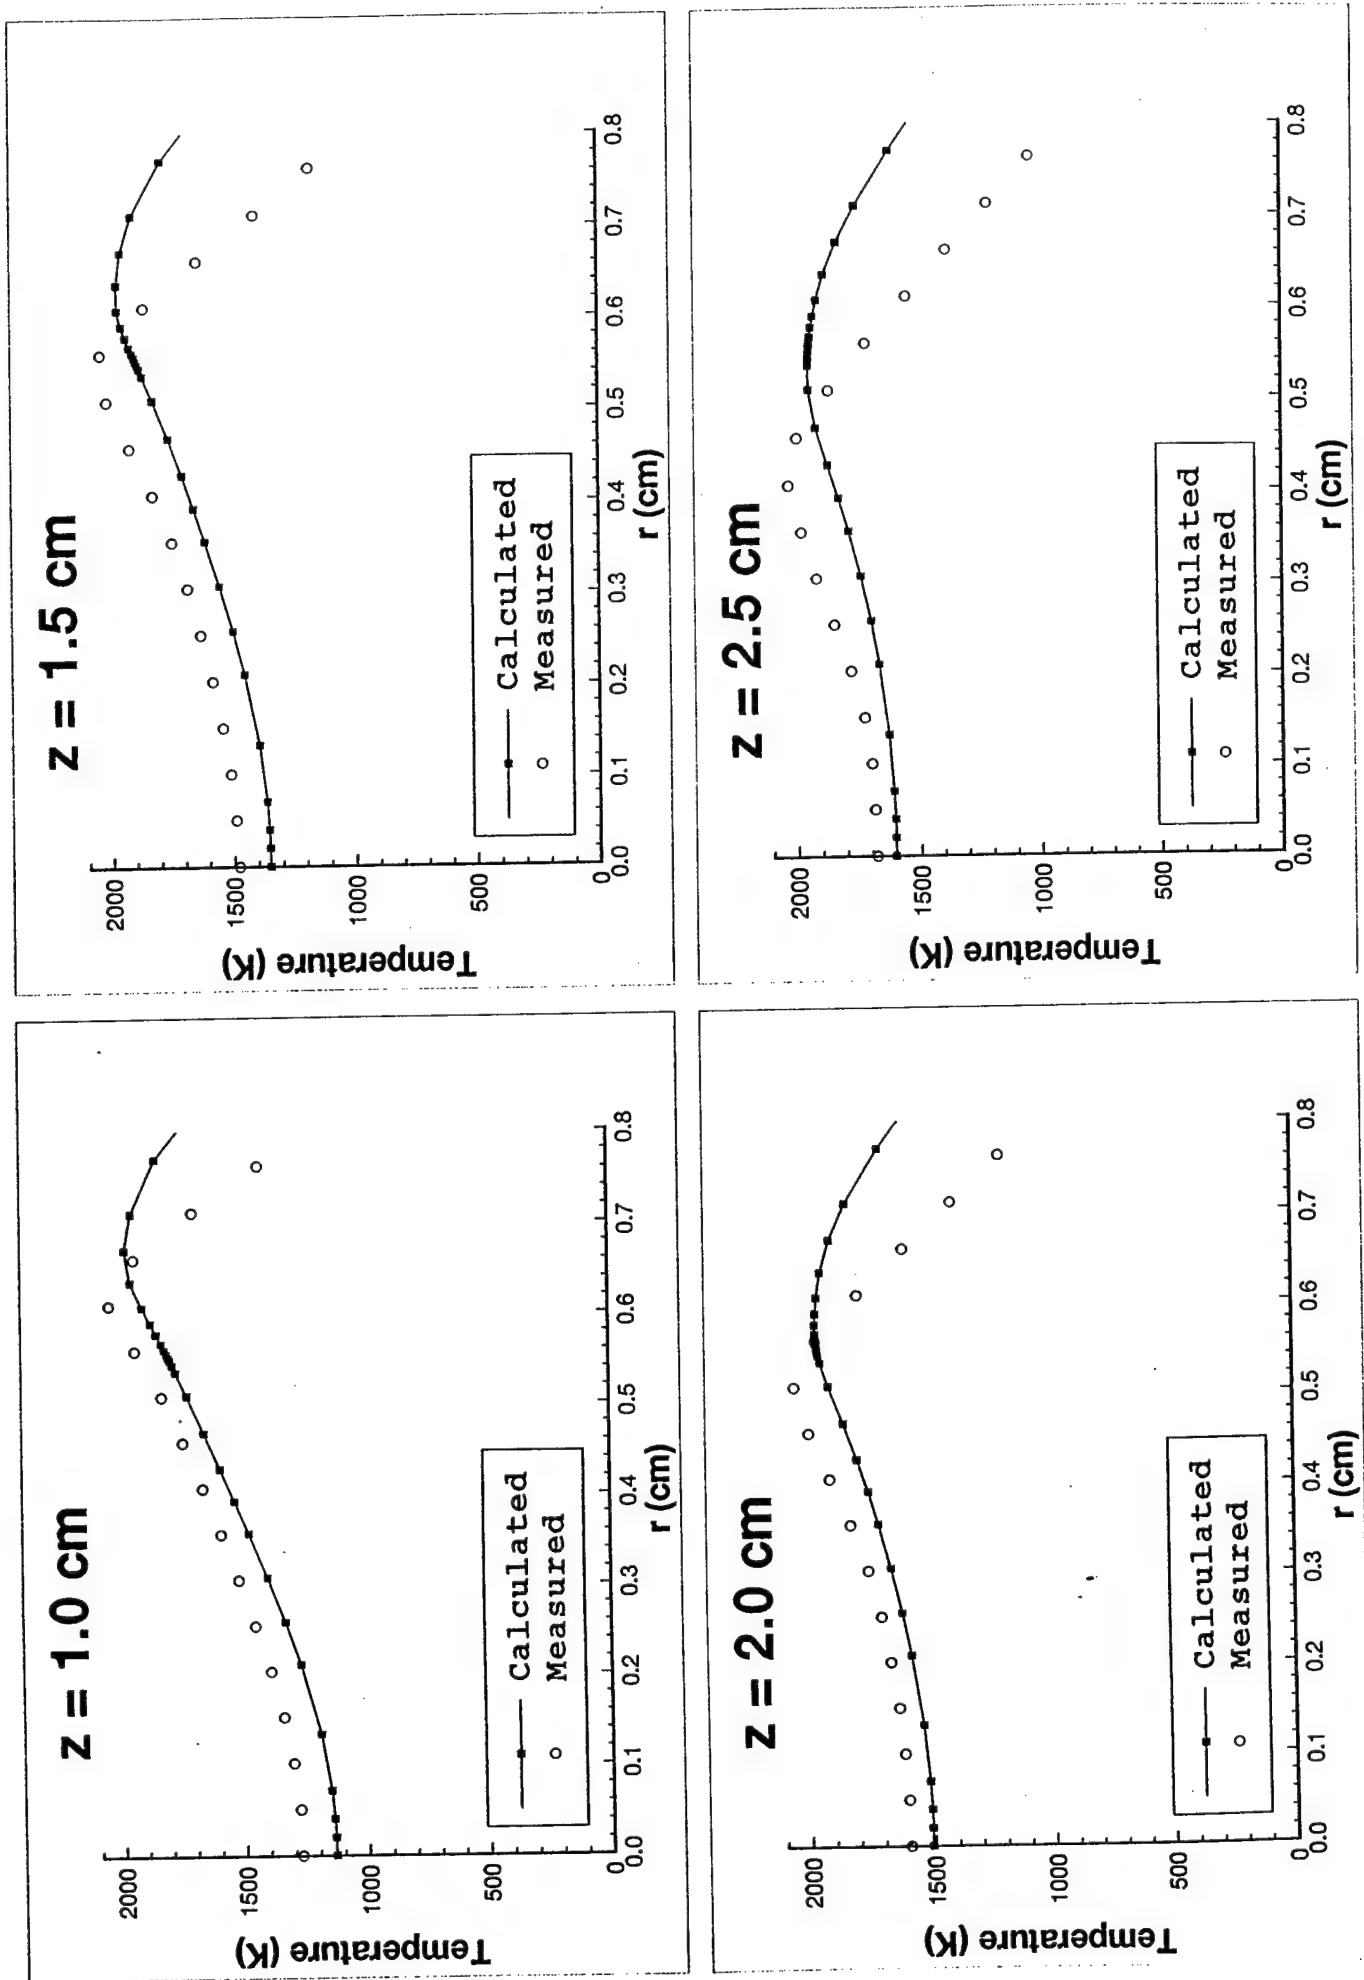 z = 1.0 cm
Temperature (K)
2000
1500
1000
500
0
0.0 0.1 0.2 0.3 0.4 0.5 0.6 0.7 0.8
r (cm)
Calculated
Measured
z = 1.5 cm
Temperature (K)
2000
1500
1000
500
0
0.0 0.1 0.2 0.3 0.4 0.5 0.6 0.7 0.8
r (cm)
Calculated
Measured
z = 2.0 cm
Temperature (K)
2000
1500
1000
500
0
0.0 0.1 0.2 0.3 0.4 0.5 0.6 0.7 0.8
r (cm)
Calculated
Measured
z = 2.5 cm
Temperature (K)
2000
1500
1000
500
0
0.0 0.1 0.2 0.3 0.4 0.5 0.6 0.7 0.8
r (cm)
Calculated
Measured